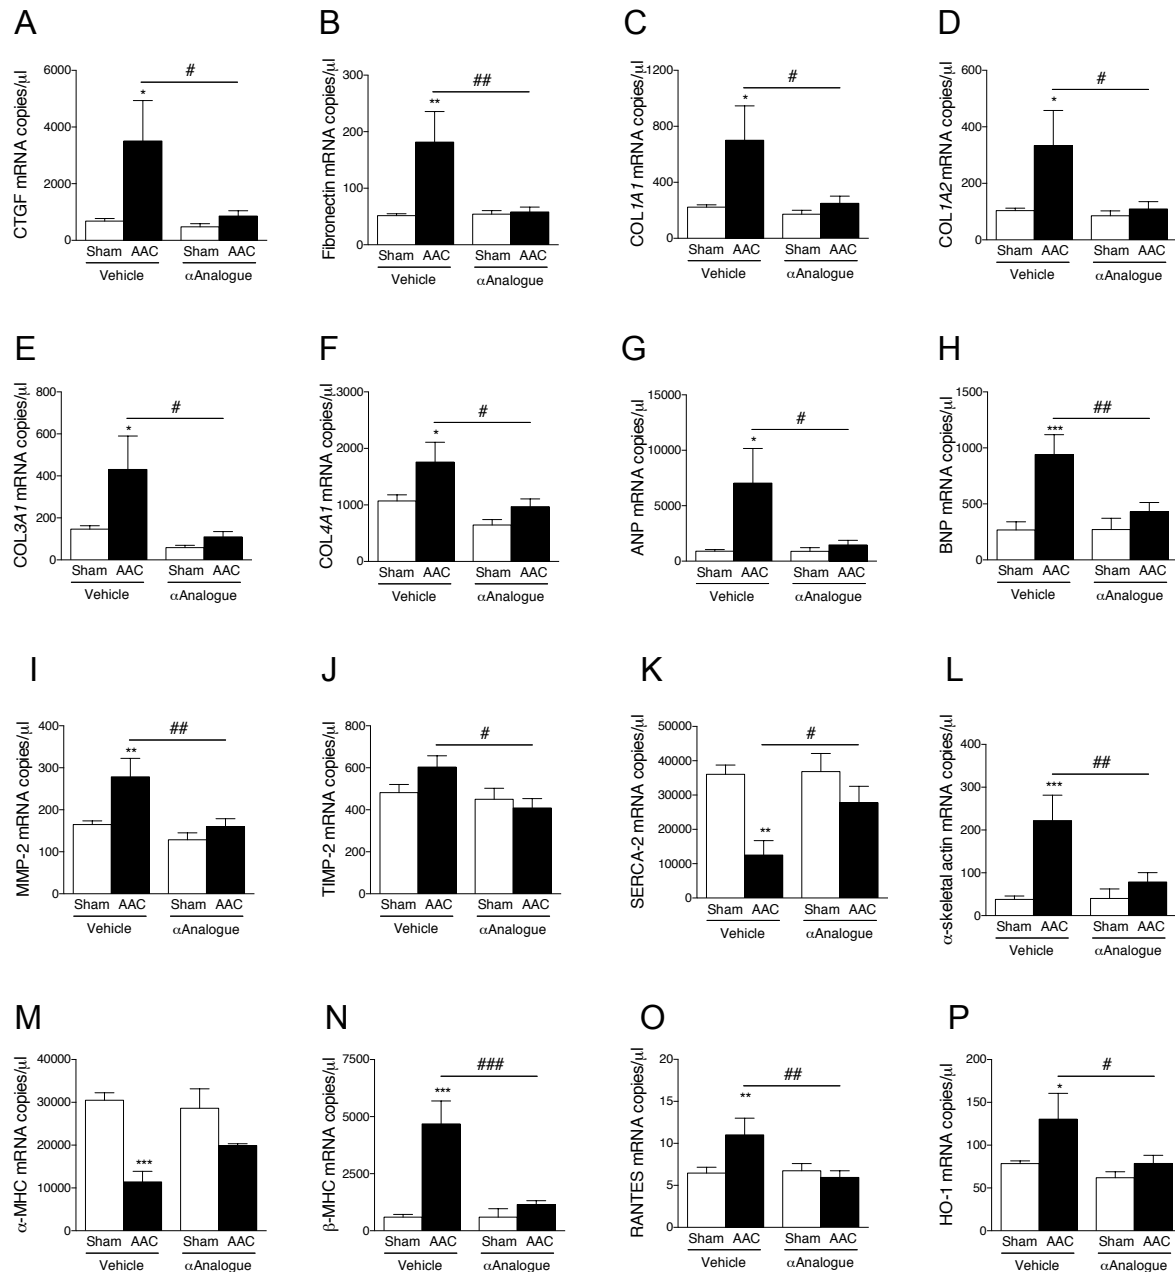 A
CTGF mRNA copies/µl
6000
4000
2000
0
*
#
Sham AAC Sham AAC
Vehicle αAnalogue
B
Fibronectin mRNA copies/µl
300
200
100
0
**
##
Sham AAC Sham AAC
Vehicle αAnalogue
C
COL1A1 mRNA copies/µl
1200
800
400
0
*
#
Sham AAC Sham AAC
Vehicle αAnalogue
D
COL1A2 mRNA copies/µl
600
400
200
0
*
#
Sham AAC Sham AAC
Vehicle αAnalogue
E
COL3A1 mRNA copies/µl
800
600
400
200
0
*
#
Sham AAC Sham AAC
Vehicle αAnalogue
F
COL4A1 mRNA copies/µl
3000
2000
1000
0
*
#
Sham AAC Sham AAC
Vehicle αAnalogue
G
ANP mRNA copies/µl
15000
10000
5000
0
*
#
Sham AAC Sham AAC
Vehicle αAnalogue
H
BNP mRNA copies/µl
1500
1000
500
0
***
##
Sham AAC Sham AAC
Vehicle αAnalogue
I
MMP-2 mRNA copies/µl
400
300
200
100
0
**
##
Sham AAC Sham AAC
Vehicle αAnalogue
J
TIMP-2 mRNA copies/µl
800
600
400
200
0
#
Sham AAC Sham AAC
Vehicle αAnalogue
K
SERCA-2 mRNA copies/µl
50000
40000
30000
20000
10000
0
**
#
Sham AAC Sham AAC
Vehicle αAnalogue
L
α-skeletal actin mRNA copies/µl
400
300
200
100
0
***
##
Sham AAC Sham AAC
Vehicle αAnalogue
M
α-MHC mRNA copies/µl
40000
30000
20000
10000
0
***
Sham AAC Sham AAC
Vehicle αAnalogue
N
β-MHC mRNA copies/µl
7500
5000
2500
0
***
###
Sham AAC Sham AAC
Vehicle αAnalogue
O
RANTES mRNA copies/µl
20
15
10
5
0
**
##
Sham AAC Sham AAC
Vehicle αAnalogue
P
HO-1 mRNA copies/µl
200
150
100
50
0
*
#
Sham AAC Sham AAC
Vehicle αAnalogue